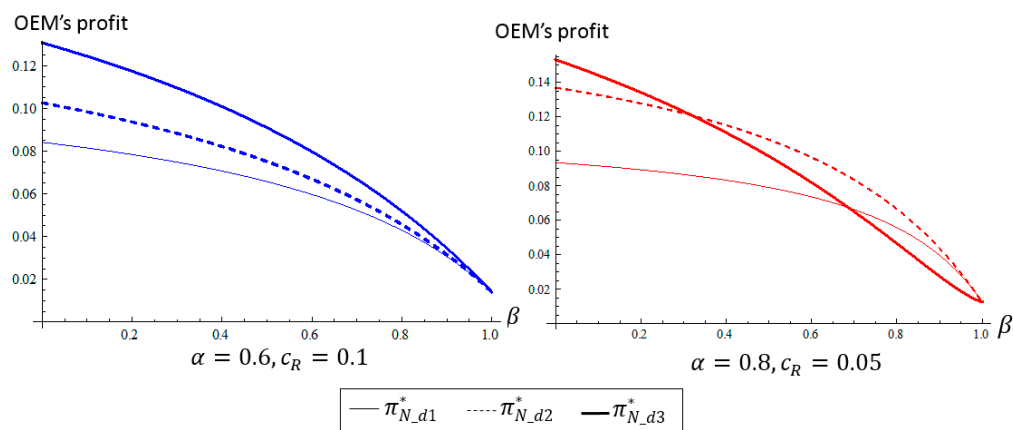 OEM's profit
0.12
0.10
0.08
0.06
0.04
0.02
0.2 0.4 0.6 0.8 1.0 β
α = 0.6, c_R = 0.1
OEM's profit
0.14
0.12
0.10
0.08
0.06
0.04
0.02
0.2 0.4 0.6 0.8 1.0 β
α = 0.8, c_R = 0.05
π*_{N_d1} π*_{N_d2} π*_{N_d3}